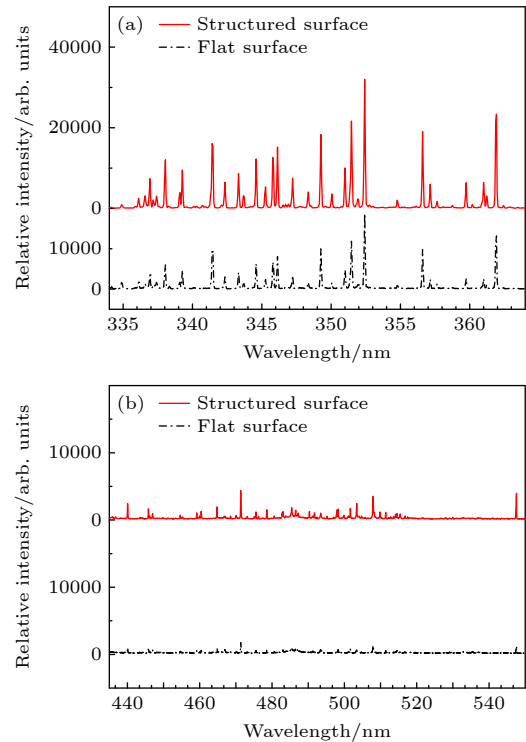 (a)
Structured surface
Flat surface
Relative intensity/arb. units
40000
20000
0
10000
0
335 340 345 350 355 360
Wavelength/nm
(b)
Structured surface
Flat surface
Relative intensity/arb. units
10000
0
10000
0
440 460 480 500 520 540
Wavelength/nm